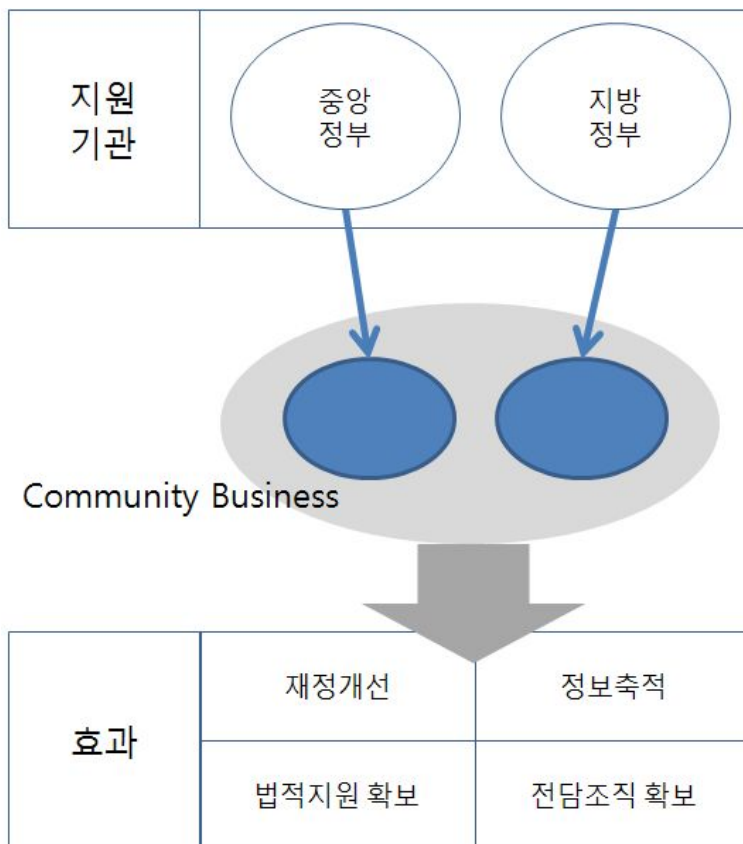 지원
기관
중앙
정부
지방
정부
Community Business
효과
재정개선
정보축적
법적지원 확보
전담조직 확보